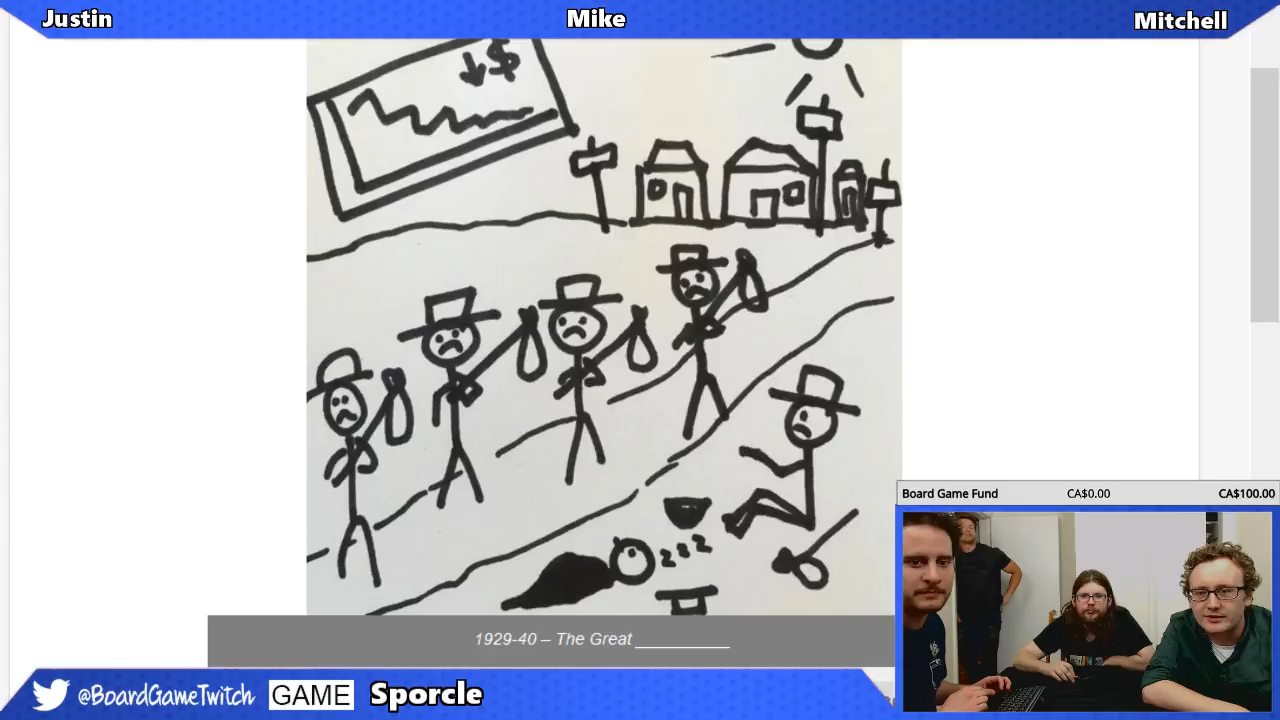 Justin
Mike
Mitchell
↓$
zzz
Board Game Fund CA$0.00 CA$100.00
1929-40 – The Great __________
@BoardGameTwitch GAME Sporcle